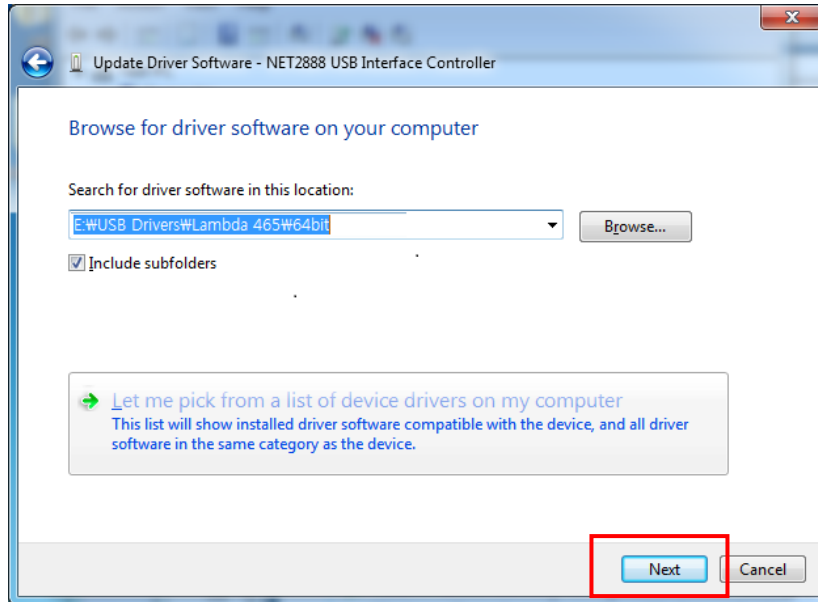 Update Driver Software - NET2888 USB Interface Controller
Browse for driver software on your computer
Search for driver software in this location:
E:₩USB Drivers₩Lambda 465₩64bit
Browse...
Include subfolders
Let me pick from a list of device drivers on my computer
This list will show installed driver software compatible with the device, and all driver
software in the same category as the device.
Next
Cancel